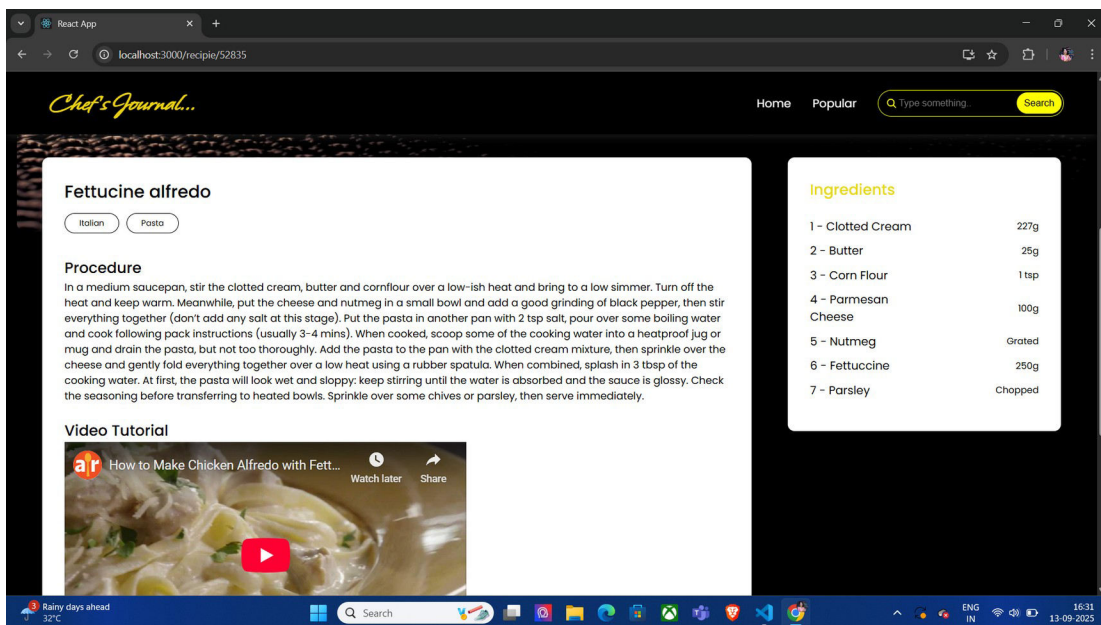 React App
localhost:3000/recipie/52835
Chef's Journal...
Home
Popular
Type something..
Search
Fettucine alfredo
Italian
Pasta
Procedure
In a medium saucepan, stir the clotted cream, butter and cornflour over a low-ish heat and bring to a low simmer. Turn off the
heat and keep warm. Meanwhile, put the cheese and nutmeg in a small bowl and add a good grinding of black pepper, then stir
everything together (don't add any salt at this stage). Put the pasta in another pan with 2 tsp salt, pour over some boiling water
and cook following pack instructions (usually 3-4 mins). When cooked, scoop some of the cooking water into a heatproof jug or
mug and drain the pasta, but not too thoroughly. Add the pasta to the pan with the clotted cream mixture, then sprinkle over the
cheese and gently fold everything together over a low heat using a rubber spatula. When combined, splash in 3 tbsp of the
cooking water. At first, the pasta will look wet and sloppy: keep stirring until the water is absorbed and the sauce is glossy. Check
the seasoning before transferring to heated bowls. Sprinkle over some chives or parsley, then serve immediately.
Video Tutorial
ar
How to Make Chicken Alfredo with Fett...
Watch later
Share
Ingredients
1 - Clotted Cream 227g
2 - Butter 25g
3 - Corn Flour 1 tsp
4 - Parmesan
Cheese 100g
5 - Nutmeg Grated
6 - Fettuccine 250g
7 - Parsley Chopped
3
Rainy days ahead
32°C
Search
ENG
IN
16:31
13-09-2025